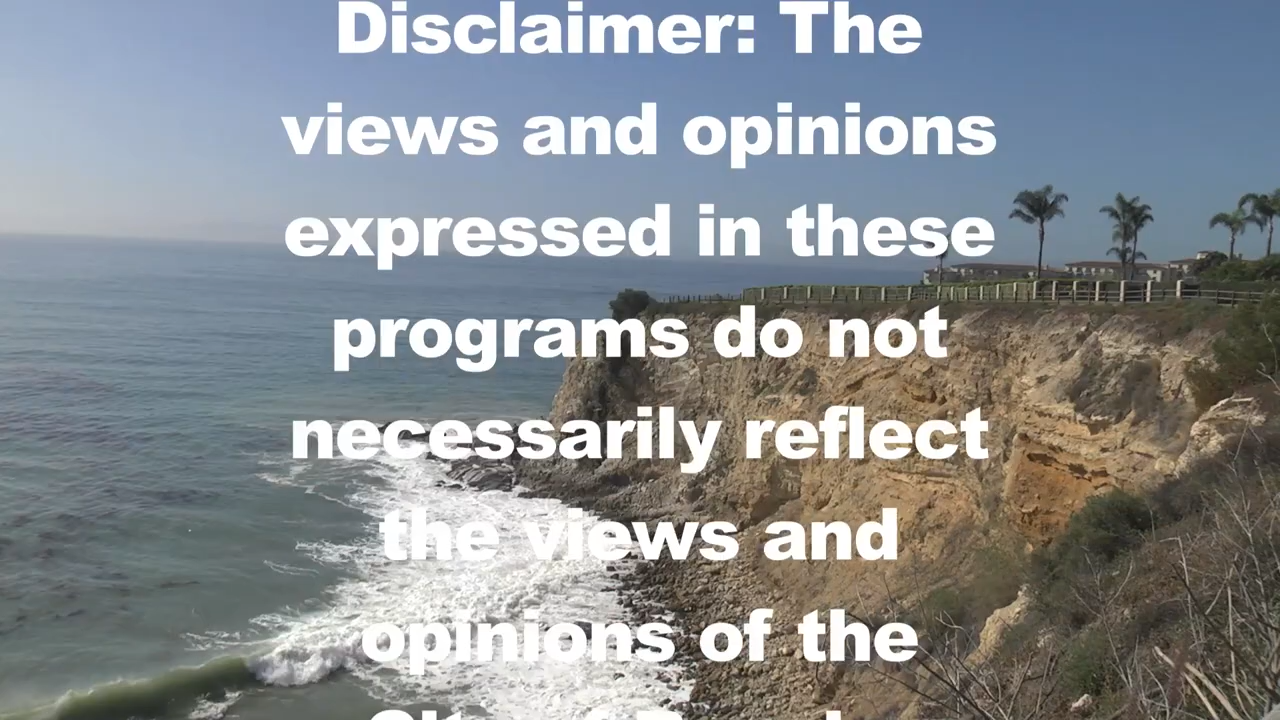 Disclaimer: The
views and opinions
expressed in these
programs do not
necessarily reflect
the views and
opinions of the